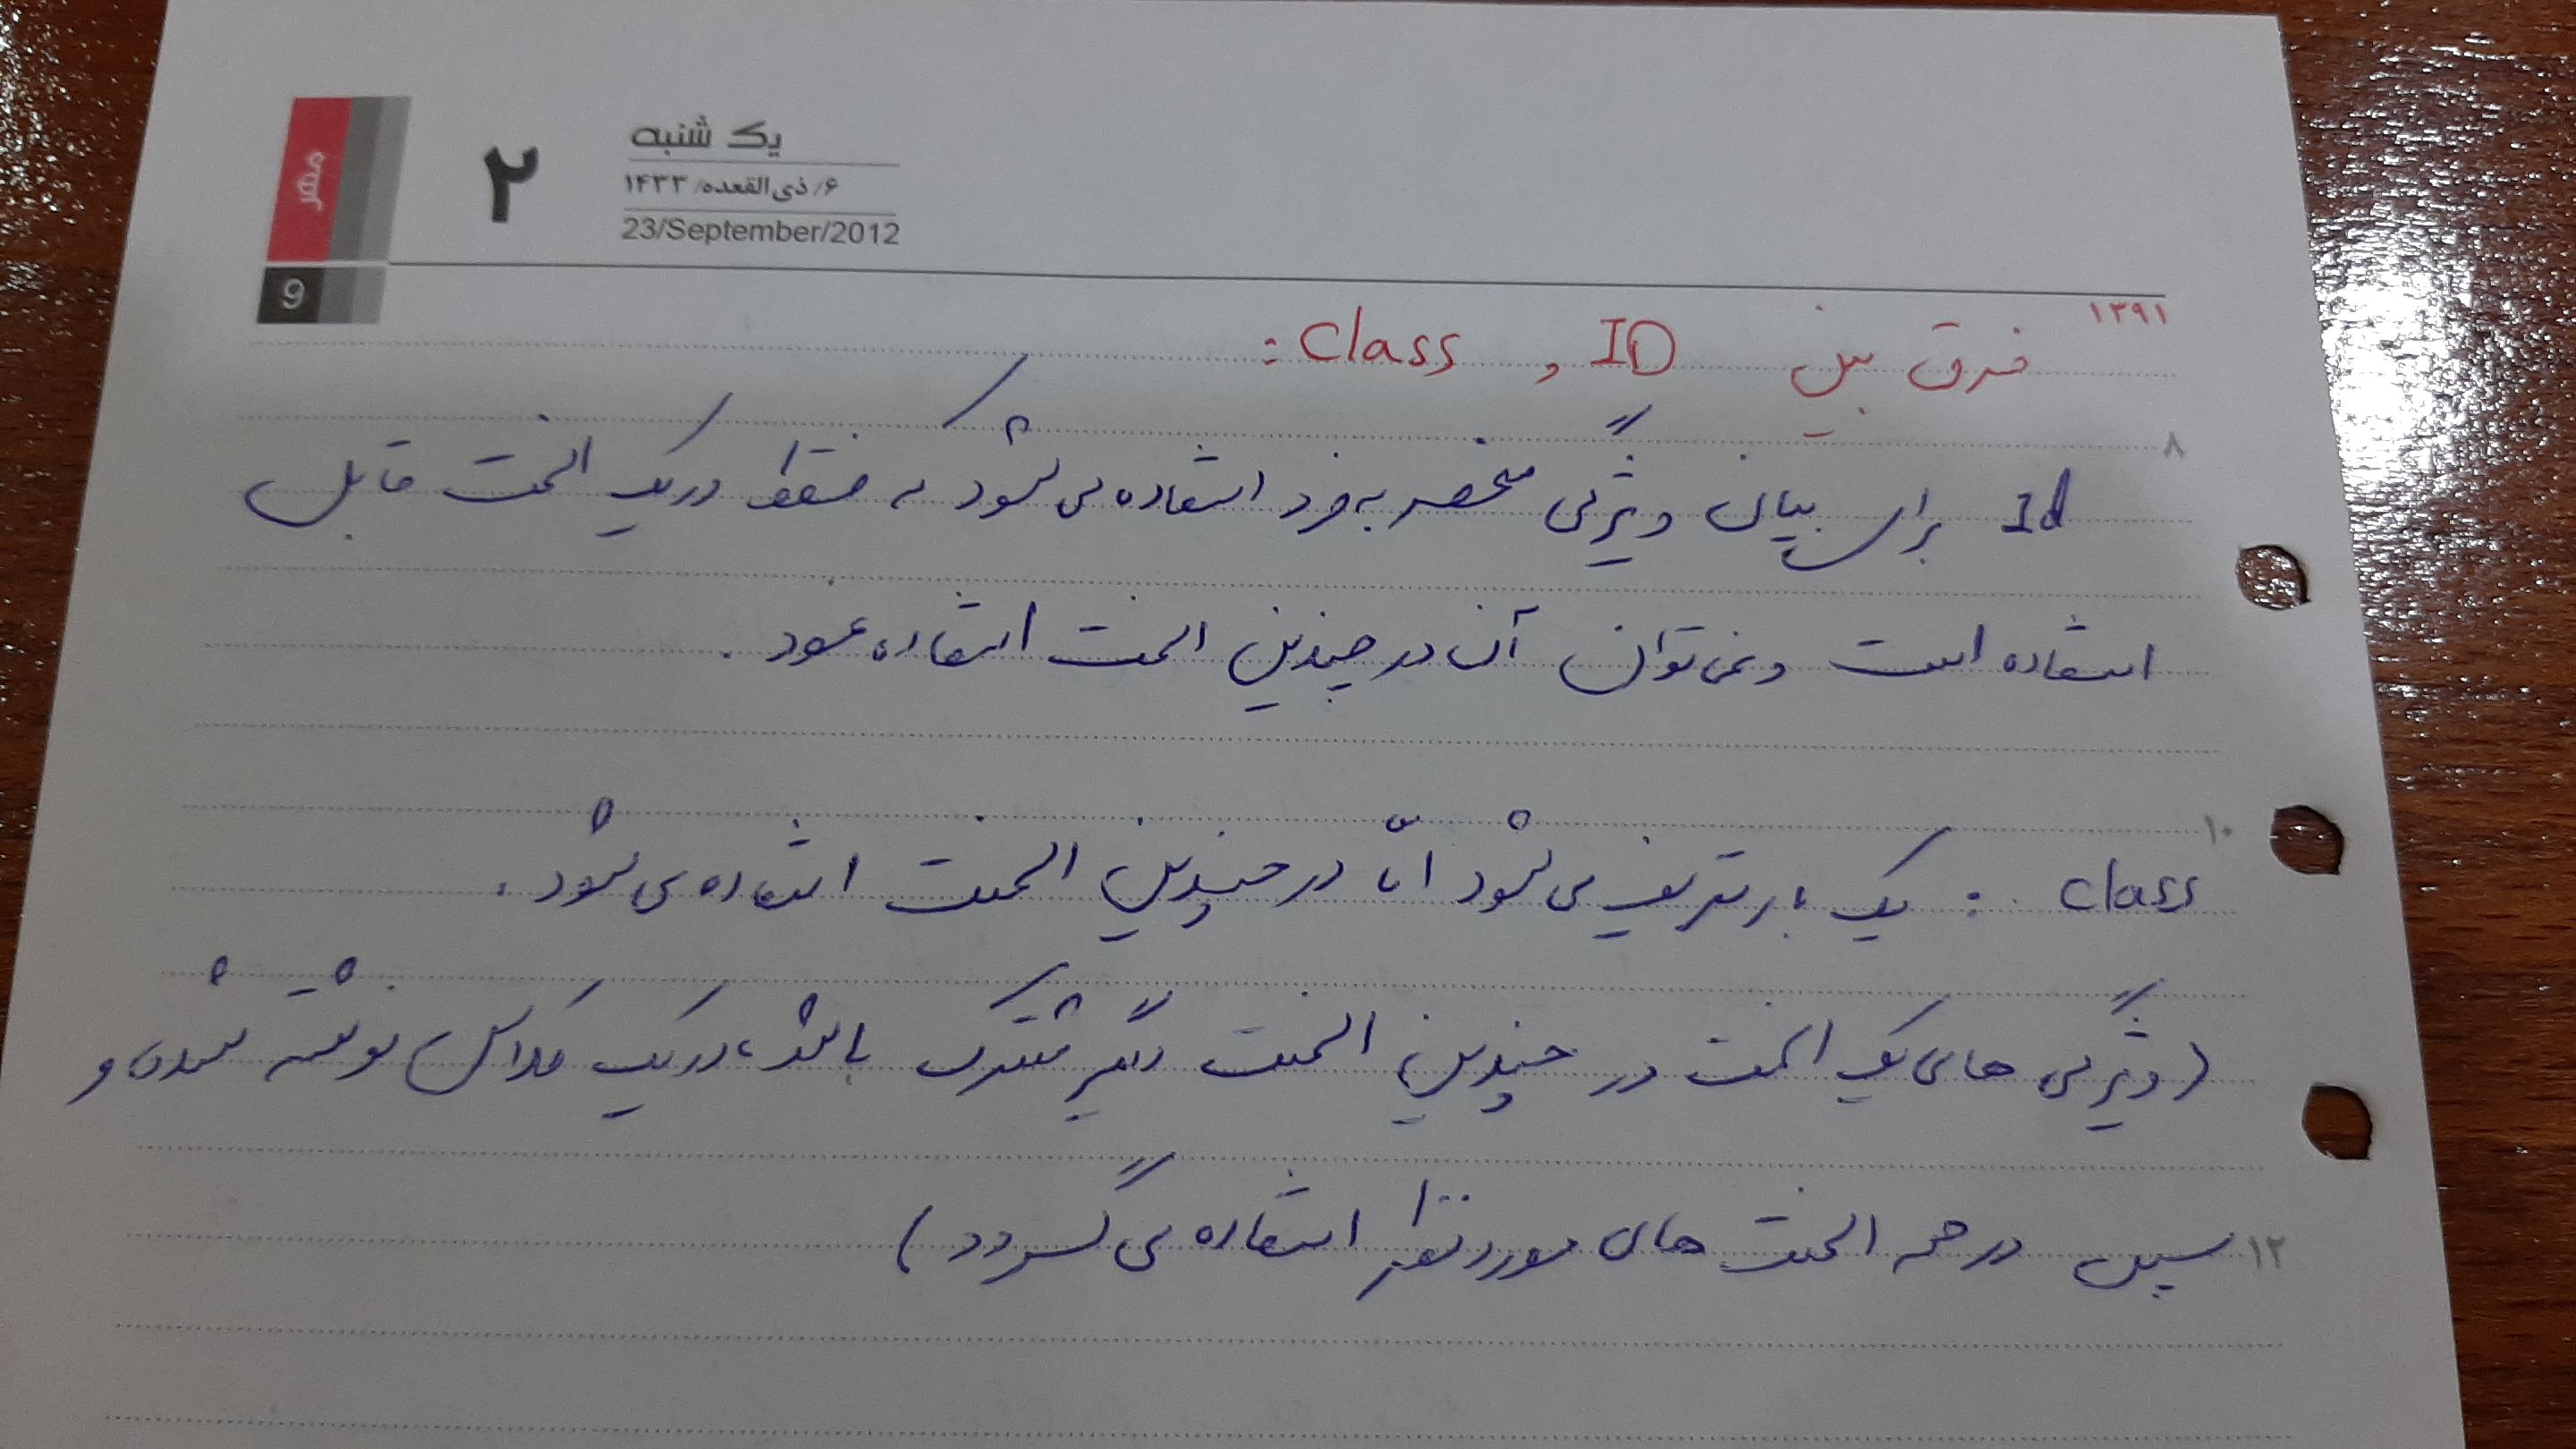 یک شنبه
مهر
۲
۶/ ذی القعده/ ۱۴۳۳
23/September/2012
9
۱۳۹۱
فرق بین ID و Class :
۸
Id برای بیان ویژگی منحصر به فرد استفاده می شود که فقط در یک المنت قابل
استفاده است و نمی توان آن در چندین المنت استفاده نمود .
۱۰
Class : یک بار تعریف می شود امّا در چندین المنت استفاده می شود .
(ویژگی های یک المنت در چندین المنت دیگر مشترک باشد ، در یک کلاس نوشته شده و
۱۲ سپس در همه المنت های مورد نظر استفاده می گردد )